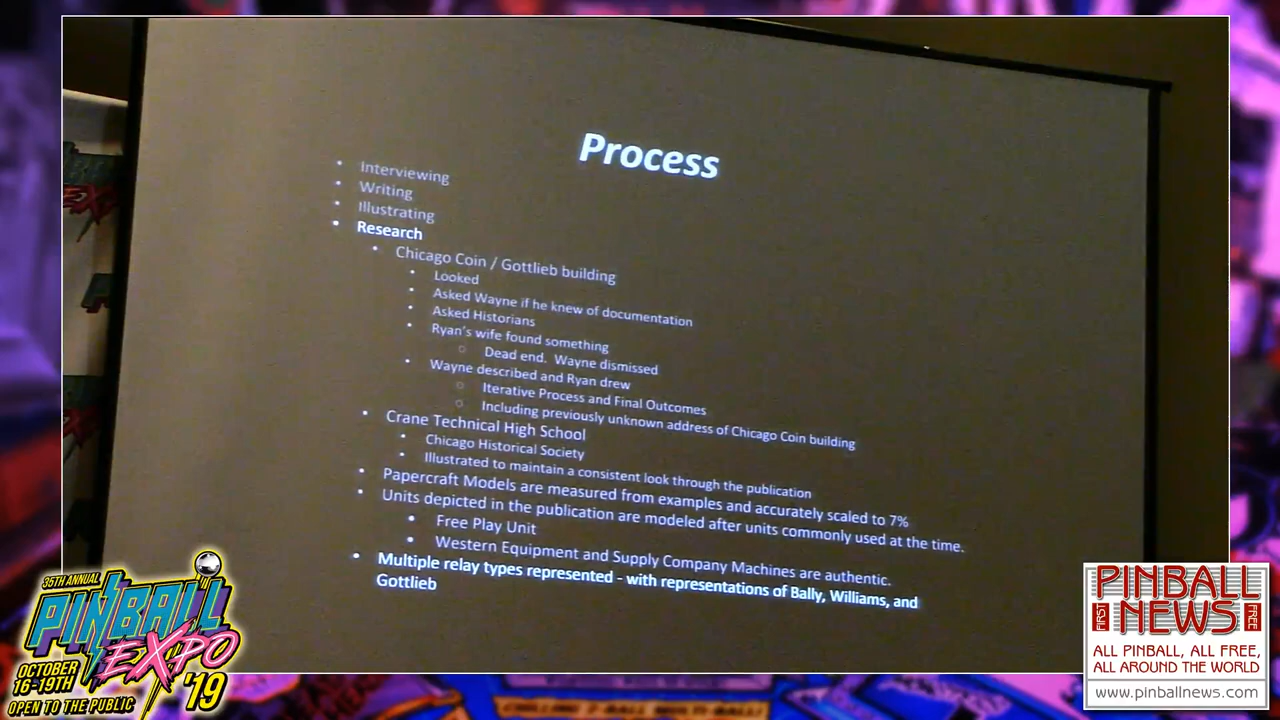 Process
• Interviewing
• Writing
• Illustrating
• Research
• Chicago Coin / Gottlieb building
• Looked
• Asked Wayne if he knew of documentation
• Asked Historians
• Ryan's wife found something
○ Dead end. Wayne dismissed
• Wayne described and Ryan drew
○ Iterative Process and Final Outcomes
○ Including previously unknown address of Chicago Coin building
• Crane Technical High School
• Chicago Historical Society
• Illustrated to maintain a consistent look through the publication
• Papercraft Models are measured from examples and accurately scaled to 7%
• Units depicted in the publication are modeled after units commonly used at the time.
• Free Play Unit
• Western Equipment and Supply Company Machines are authentic.
• Multiple relay types represented - with representations of Bally, Williams, and
Gottlieb
35TH ANNUAL
PINBALL
EXPO
OCTOBER
16-19TH
'19
OPEN TO THE PUBLIC
PINBALL
FIRST NEWS FREE
ALL PINBALL, ALL FREE,
ALL AROUND THE WORLD
www.pinballnews.com